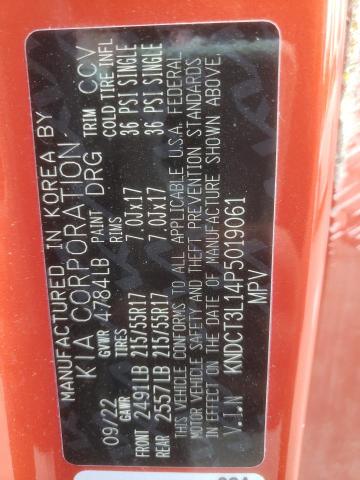 MANUFACTURED IN KOREA BY
KIA CORPORATION
09/22 GVWR 4784LB PAINT DRG TRIM CCV
GAWR RIMS COLD TIRE INFL
FRONT 2491LB 215/55R17 7.0Jx17 36 PSI SINGLE
REAR 2557LB 215/55R17 7.0Jx17 36 PSI SINGLE
THIS VEHICLE CONFORMS TO ALL APPLICABLE U.S.A. FEDERAL
MOTOR VEHICLE SAFETY AND THEFT PREVENTION STANDARDS
IN EFFECT ON THE DATE OF MANUFACTURE SHOWN ABOVE.
V.I.N KNDCT3L14P5019061
MPV